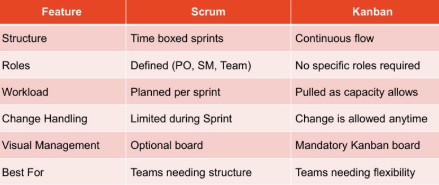 Feature Scrum Kanban
Structure Time boxed sprints Continuous flow
Roles Defined (PO, SM, Team) No specific roles required
Workload Planned per sprint Pulled as capacity allows
Change Handling Limited during Sprint Change is allowed anytime
Visual Management Optional board Mandatory Kanban board
Best For Teams needing structure Teams needing flexibility